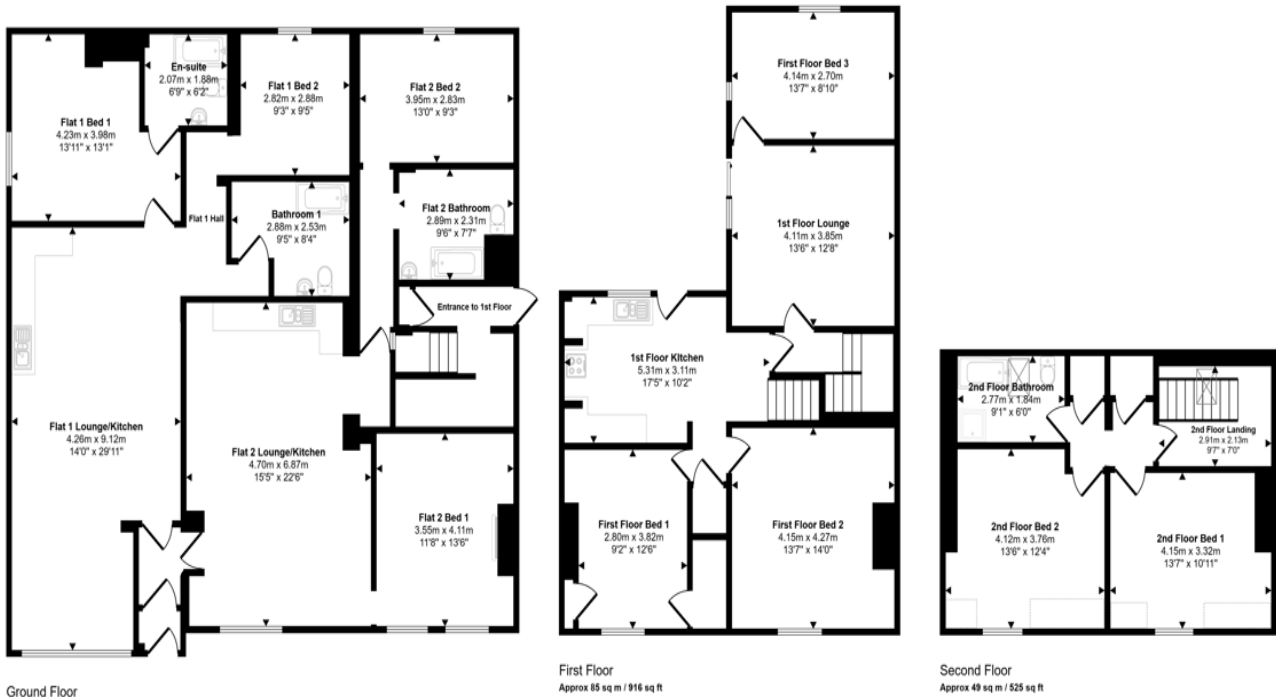 Flat 1 Bed 1
4.23m x 3.98m
13'11" x 13'1"
En-suite
2.07m x 1.88m
6'9" x 6'2"
Flat 1 Bed 2
2.82m x 2.88m
9'3" x 9'5"
Flat 2 Bed 2
3.95m x 2.83m
13'0" x 9'3"
Flat 1 Hall
Bathroom 1
2.88m x 2.53m
9'5" x 8'4"
Flat 2 Bathroom
2.89m x 2.31m
9'6" x 7'7"
Entrance to 1st Floor
Flat 1 Lounge/Kitchen
4.26m x 9.12m
14'0" x 29'11"
Flat 2 Lounge/Kitchen
4.70m x 6.87m
15'5" x 22'6"
Flat 2 Bed 1
3.55m x 4.11m
11'8" x 13'6"
Ground Floor
First Floor Bed 3
4.14m x 2.70m
13'7" x 8'10"
1st Floor Lounge
4.11m x 3.85m
13'6" x 12'8"
1st Floor Kitchen
5.31m x 3.11m
17'5" x 10'2"
First Floor Bed 1
2.80m x 3.82m
9'2" x 12'6"
First Floor Bed 2
4.15m x 4.27m
13'7" x 14'0"
First Floor
Approx 85 sq m / 916 sq ft
2nd Floor Bathroom
2.77m x 1.84m
9'1" x 6'0"
2nd Floor Landing
2.91m x 2.13m
9'7" x 7'0"
2nd Floor Bed 2
4.12m x 3.76m
13'6" x 12'4"
2nd Floor Bed 1
4.15m x 3.32m
13'7" x 10'11"
Second Floor
Approx 49 sq m / 525 sq ft